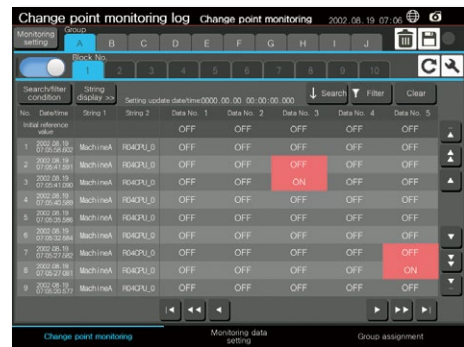 Change point monitoring log Change point monitoring 2002.08.19 07:06
Monitoring setting
Group
A B C D E F G H I J
Block No.
1 2 3 4 5 6 7 8 9 10
Search/filter condition
String display >>
Setting update date/time:0000.00.00 00:00:00.000
Search Filter Clear
No. Date/time String 1 String 2 Data No. 1 Data No. 2 Data No. 3 Data No. 4 Data No. 5
Initial reference value OFF OFF OFF OFF OFF
1 2002.08.19 07:05:58.602 MachineA R04CPU_0 OFF OFF OFF OFF OFF
2 2002.08.19 07:05:41.591 MachineA R04CPU_0 OFF OFF OFF OFF OFF
3 2002.08.19 07:05:41.090 MachineA R04CPU_0 OFF OFF ON OFF OFF
4 2002.08.19 07:05:40.589 MachineA R04CPU_0 OFF OFF OFF OFF OFF
5 2002.08.19 07:05:35.586 MachineA R04CPU_0 OFF OFF OFF OFF OFF
6 2002.08.19 07:05:32.584 MachineA R04CPU_0 OFF OFF OFF OFF OFF
7 2002.08.19 07:05:27.582 MachineA R04CPU_0 OFF OFF OFF OFF OFF
8 2002.08.19 07:05:27.081 MachineA R04CPU_0 OFF OFF OFF OFF ON
9 2002.08.19 07:05:20.577 MachineA R04CPU_0 OFF OFF OFF OFF OFF
Change point monitoring
Monitoring data setting
Group assignment